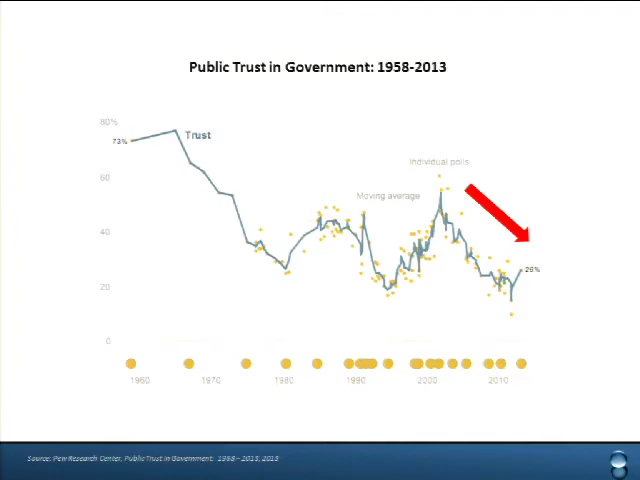 Public Trust in Government: 1958-2013
80%
Trust
73%
Individual polls
60
Moving average
40
26%
20
0
1960 1970 1980 1990 2000 2010
Source: Pew Research Center, Public Trust in Government: 1958 – 2013, 2013